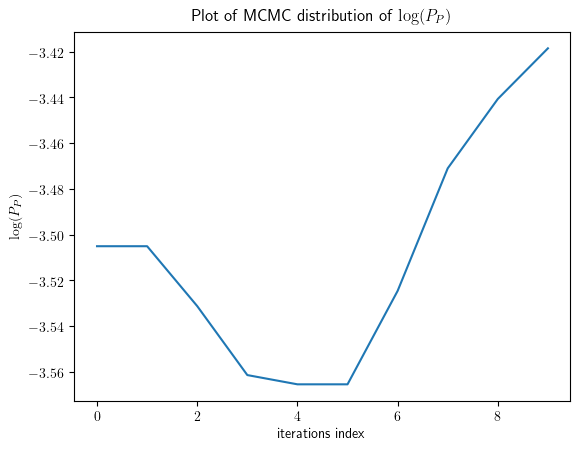 Plot of MCMC distribution of log(P_P)
log(P_P)
−3.42
−3.44
−3.46
−3.48
−3.50
−3.52
−3.54
−3.56
0 2 4 6 8
iterations index